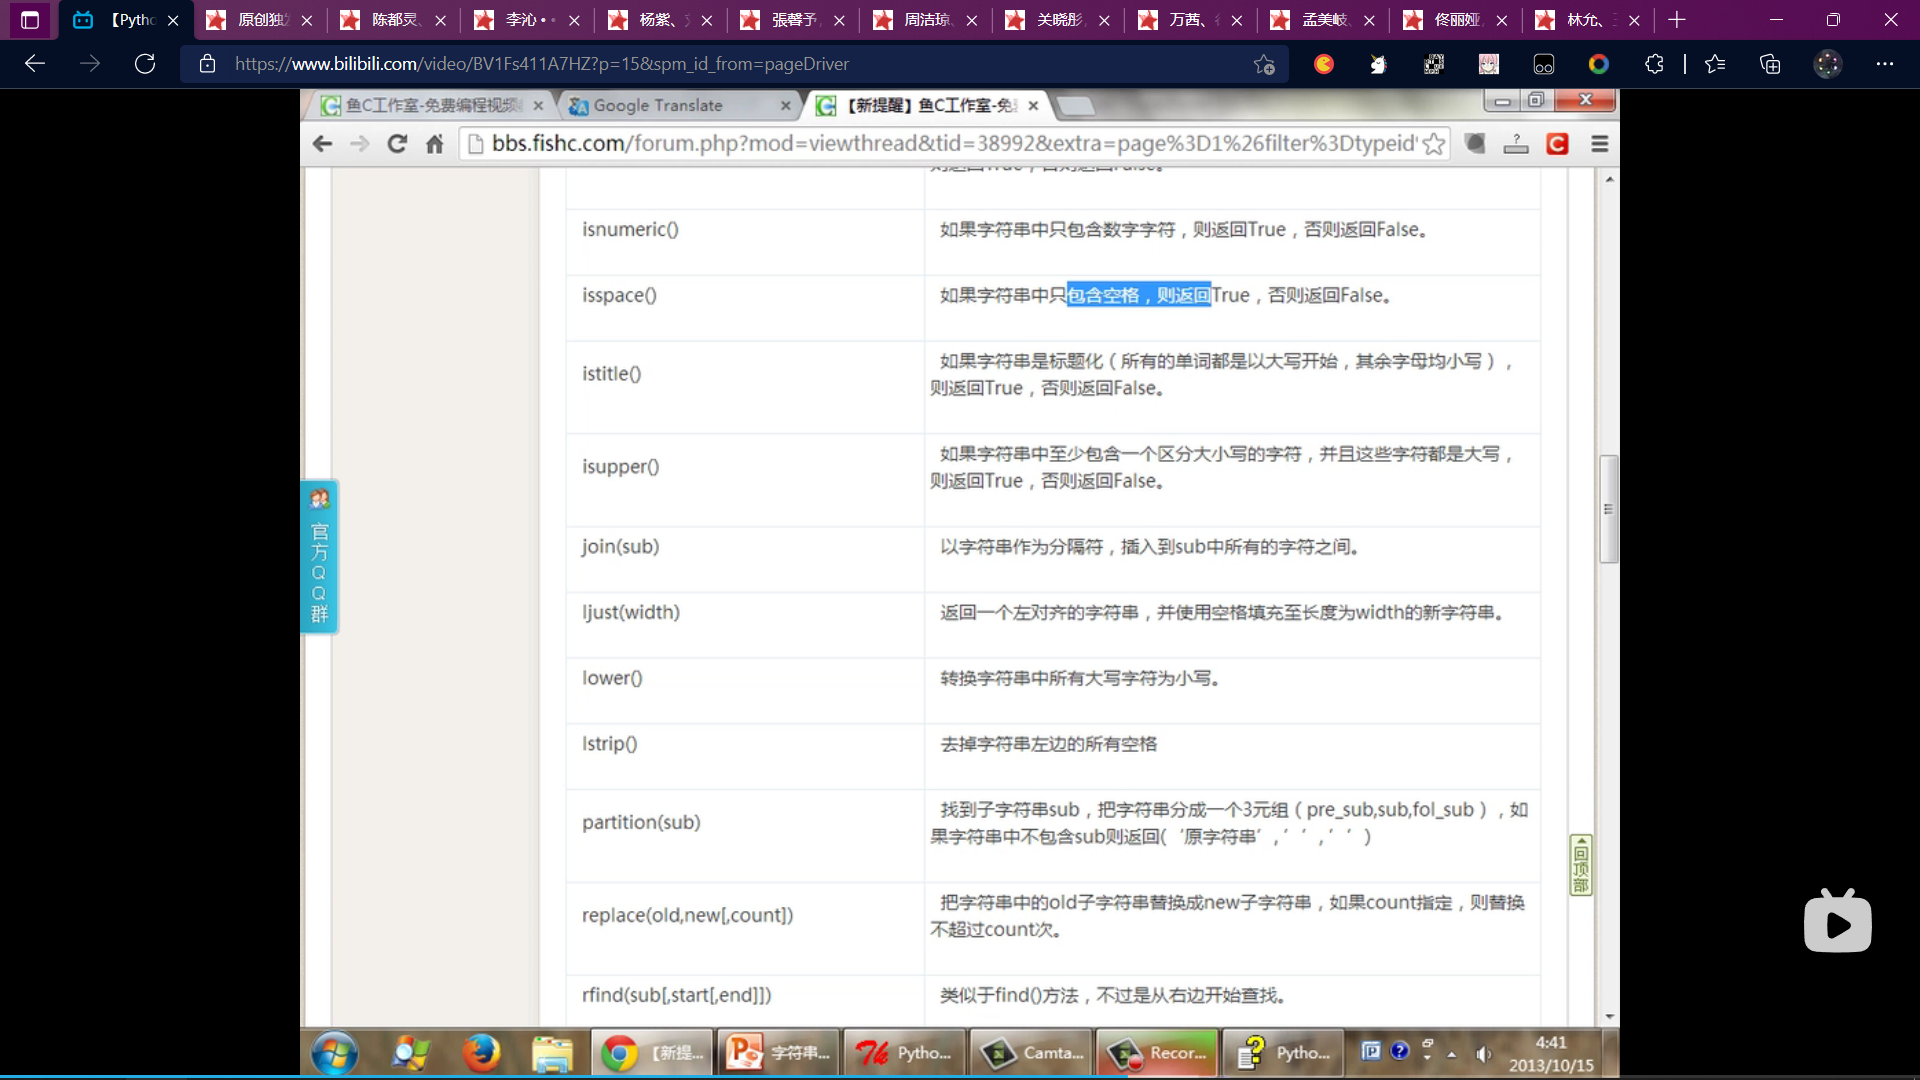 【Pytho
原创独
陈都灵、
李沁 •
杨紫、
張馨予
周洁琼、
关晓彤
万茜、
孟美岐
佟丽娅
林允、
https://www.bilibili.com/video/BV1Fs411A7HZ?p=15&spm_id_from=pageDriver
鱼C工作室-免费编程视频
Google Translate
【新提醒】鱼C工作室-免
bbs.fishc.com/forum.php?mod=viewthread&tid=38992&extra=page%3D1%26filter%3Dtypeid
则返回True，否则返回False。
isnumeric()
如果字符串中只包含数字字符，则返回True，否则返回False。
isspace()
如果字符串中只包含空格，则返回True，否则返回False。
istitle()
如果字符串是标题化（所有的单词都是以大写开始，其余字母均小写），
则返回True，否则返回False。
isupper()
如果字符串中至少包含一个区分大小写的字符，并且这些字符都是大写，
则返回True，否则返回False。
join(sub)
以字符串作为分隔符，插入到sub中所有的字符之间。
ljust(width)
返回一个左对齐的字符串，并使用空格填充至长度为width的新字符串。
lower()
转换字符串中所有大写字符为小写。
lstrip()
去掉字符串左边的所有空格
partition(sub)
找到子字符串sub，把字符串分成一个3元组（pre_sub,sub,fol_sub），如
果字符串中不包含sub则返回(‘原字符串’,’’,’’)
replace(old,new[,count])
把字符串中的old子字符串替换成new子字符串，如果count指定，则替换
不超过count次。
rfind(sub[,start[,end]])
类似于find()方法，不过是从右边开始查找。
官方QQ群
回顶部
【新提...
字符串...
Pytho...
Camta...
Recor...
Pytho...
4:41
2013/10/15